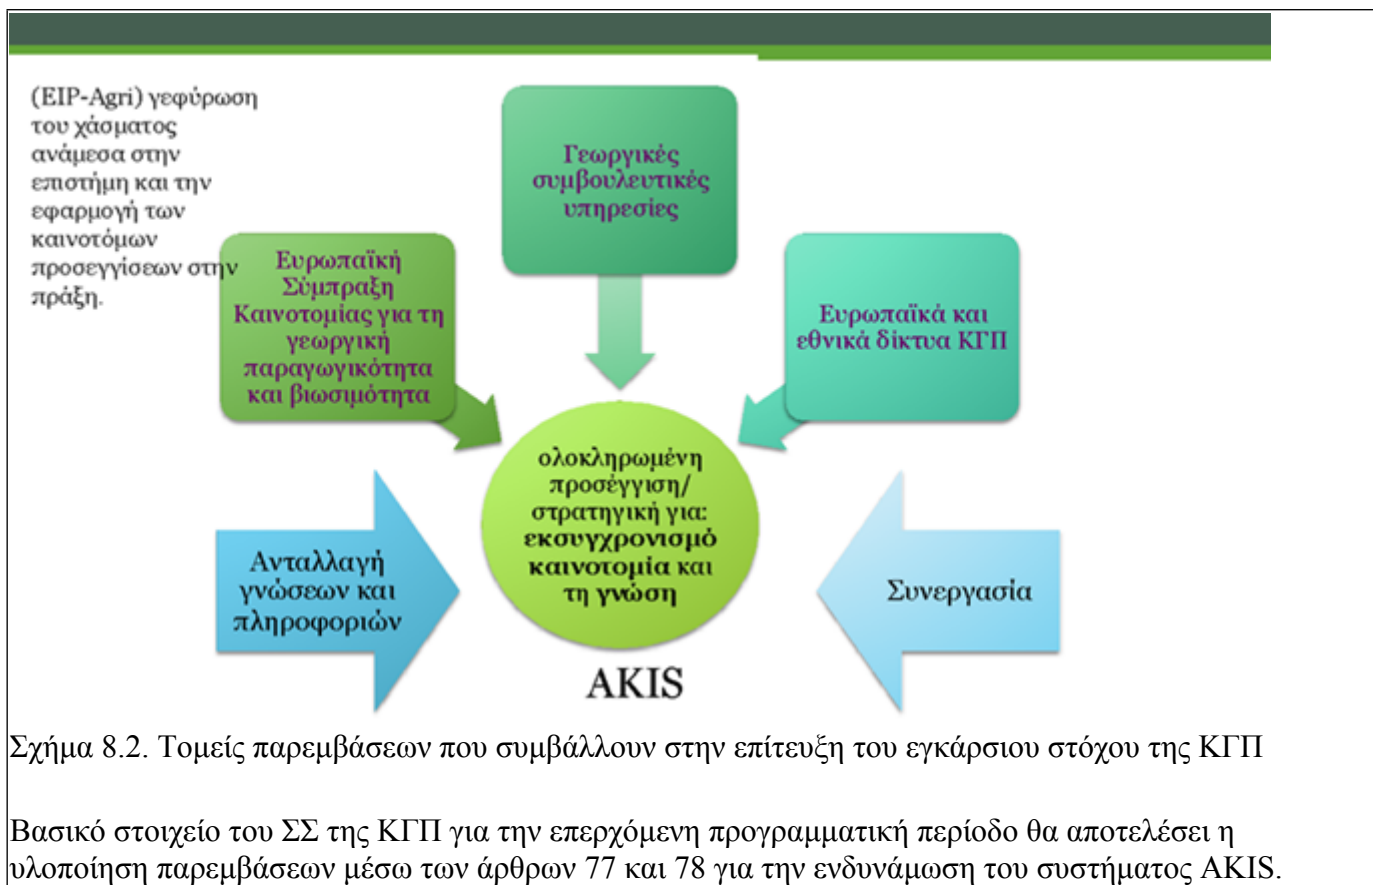 (EIP-Agri) γεφύρωση
του χάσματος
ανάμεσα στην
επιστήμη και την
εφαρμογή των
καινοτόμων
προσεγγίσεων στην
πράξη.
Γεωργικές
συμβουλευτικές
υπηρεσίες
Ευρωπαϊκή
Σύμπραξη
Καινοτομίας για τη
γεωργική
παραγωγικότητα
και βιωσιμότητα
Ευρωπαϊκά και
εθνικά δίκτυα ΚΓΠ
ολοκληρωμένη
προσέγγιση/
στρατηγική για:
εκσυγχρονισμό
καινοτομία και
τη γνώση
Ανταλλαγή
γνώσεων και
πληροφοριών
Συνεργασία
AKIS
Σχήμα 8.2. Τομείς παρεμβάσεων που συμβάλλουν στην επίτευξη του εγκάρσιου στόχου της ΚΓΠ
Βασικό στοιχείο του ΣΣ της ΚΓΠ για την επερχόμενη προγραμματική περίοδο θα αποτελέσει η
υλοποίηση παρεμβάσεων μέσω των άρθρων 77 και 78 για την ενδυνάμωση του συστήματος AKIS.